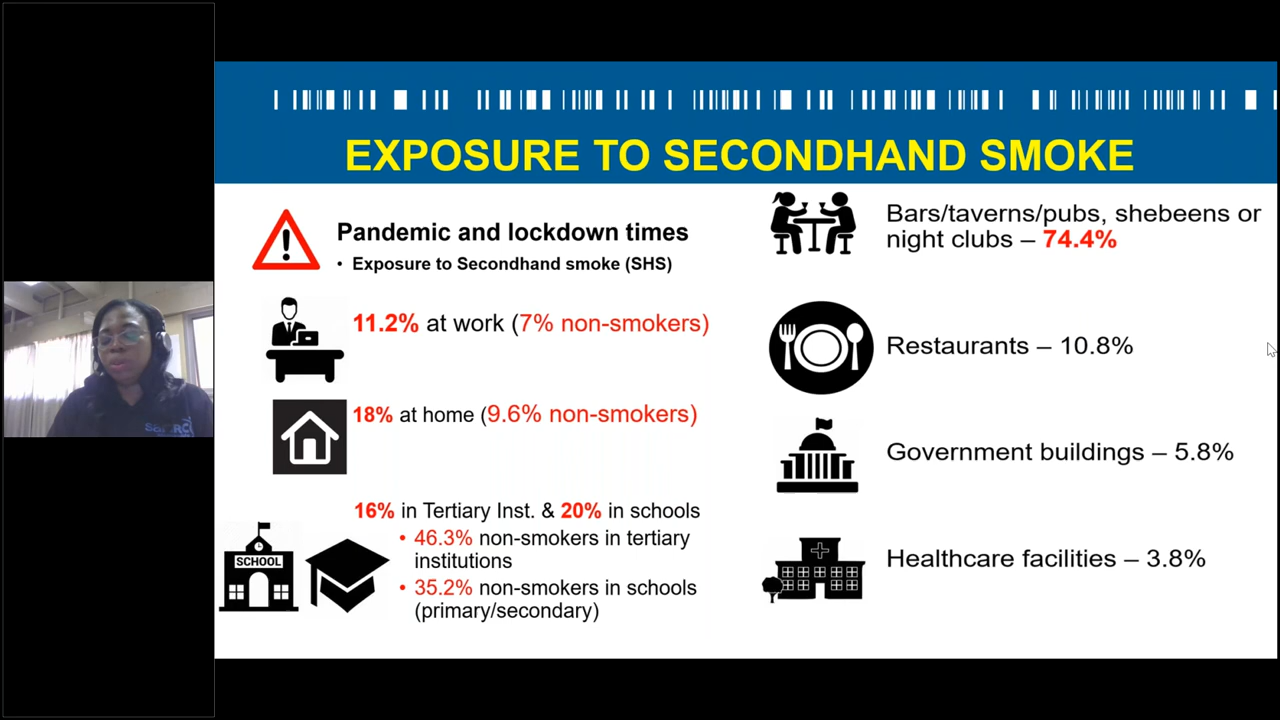 EXPOSURE TO SECONDHAND SMOKE
Pandemic and lockdown times
• Exposure to Secondhand smoke (SHS)
11.2% at work (7% non-smokers)
18% at home (9.6% non-smokers)
16% in Tertiary Inst. & 20% in schools
• 46.3% non-smokers in tertiary
institutions
• 35.2% non-smokers in schools
(primary/secondary)
SCHOOL
Bars/taverns/pubs, shebeens or
night clubs – 74.4%
Restaurants – 10.8%
Government buildings – 5.8%
Healthcare facilities – 3.8%